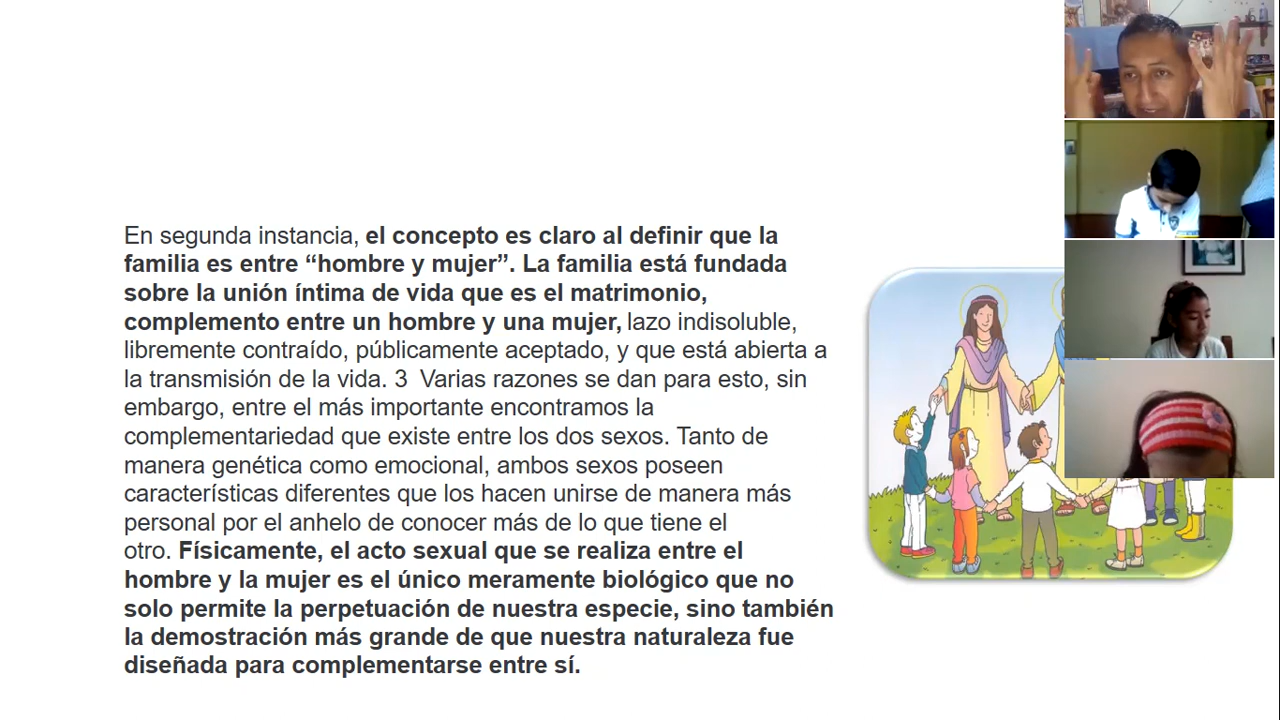 En segunda instancia, el concepto es claro al definir que la
familia es entre “hombre y mujer”. La familia está fundada
sobre la unión íntima de vida que es el matrimonio,
complemento entre un hombre y una mujer, lazo indisoluble,
libremente contraído, públicamente aceptado, y que está abierta a
la transmisión de la vida. 3  Varias razones se dan para esto, sin
embargo, entre el más importante encontramos la
complementariedad que existe entre los dos sexos. Tanto de
manera genética como emocional, ambos sexos poseen
características diferentes que los hacen unirse de manera más
personal por el anhelo de conocer más de lo que tiene el
otro. Físicamente, el acto sexual que se realiza entre el
hombre y la mujer es el único meramente biológico que no
solo permite la perpetuación de nuestra especie, sino también
la demostración más grande de que nuestra naturaleza fue
diseñada para complementarse entre sí.